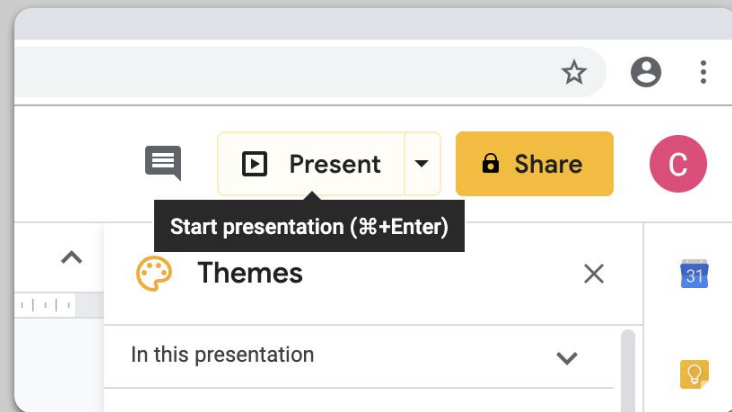 Present
Share
C
Start presentation (⌘+Enter)
Themes
31
In this presentation